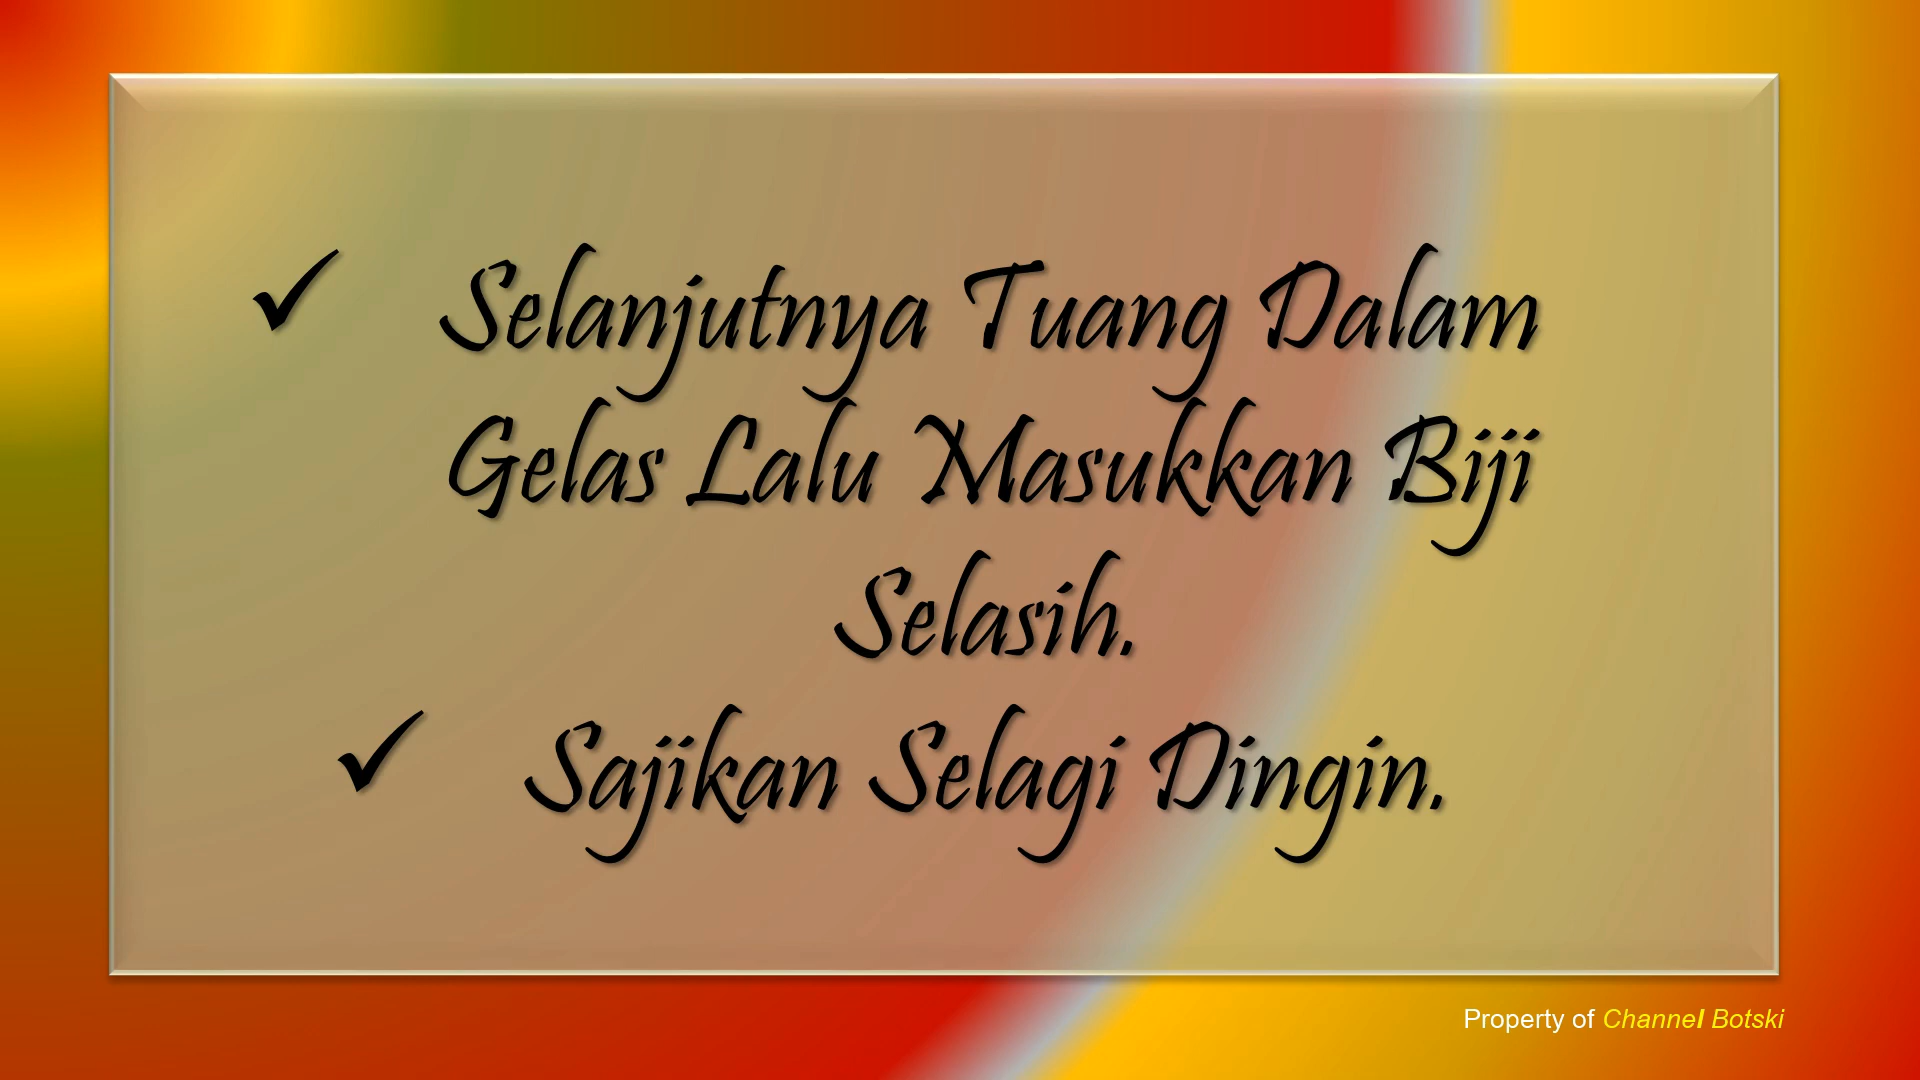 ✓ Selanjutnya Tuang Dalam
Gelas Lalu Masukkan Biji
Selasih.
✓ Sajikan Selagi Dingin.
Property of Channel Botski